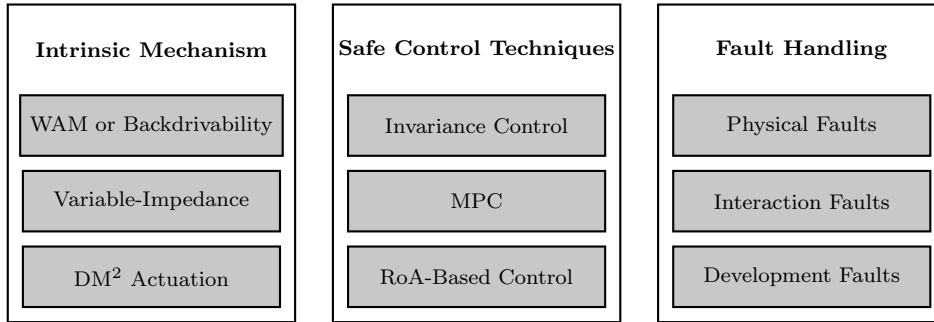 Intrinsic Mechanism
WAM or Backdrivability
Variable-Impedance
DM² Actuation
Safe Control Techniques
Invariance Control
MPC
RoA-Based Control
Fault Handling
Physical Faults
Interaction Faults
Development Faults